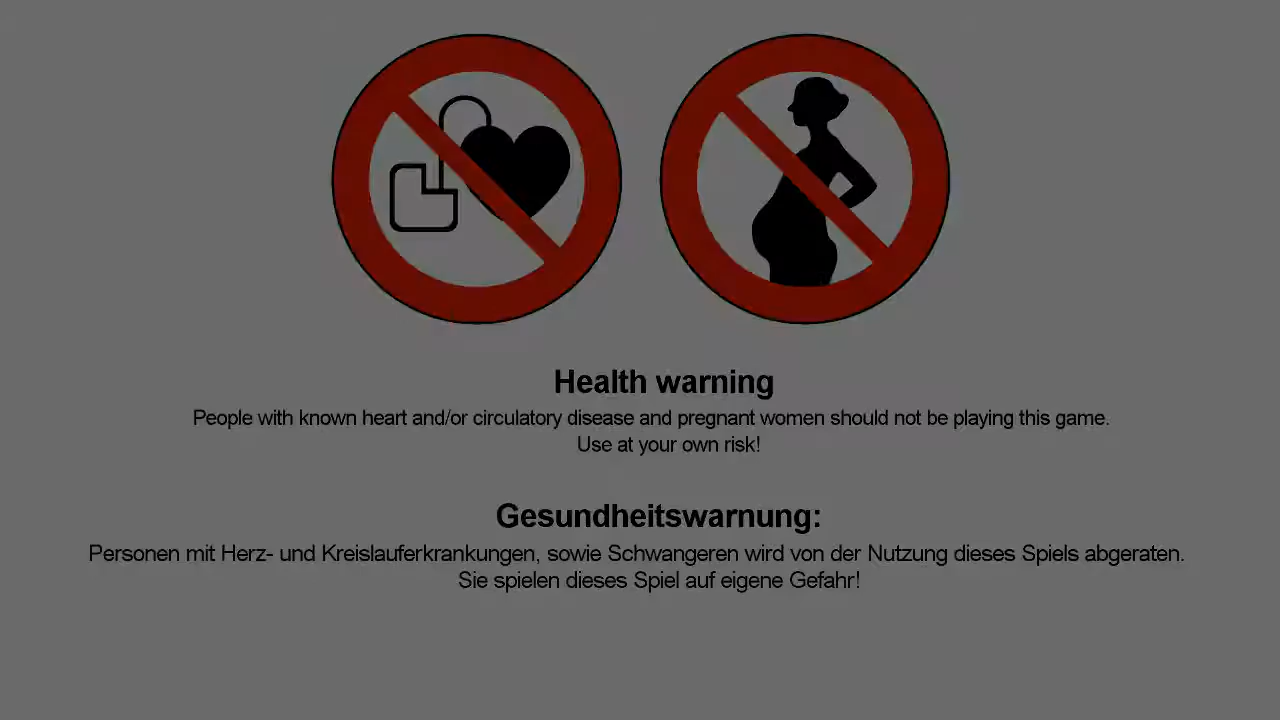 Health warning
People with known heart and/or circulatory disease and pregnant women should not be playing this game.
Use at your own risk!
Gesundheitswarnung:
Personen mit Herz- und Kreislauferkrankungen, sowie Schwangeren wird von der Nutzung dieses Spiels abgeraten.
Sie spielen dieses Spiel auf eigene Gefahr!